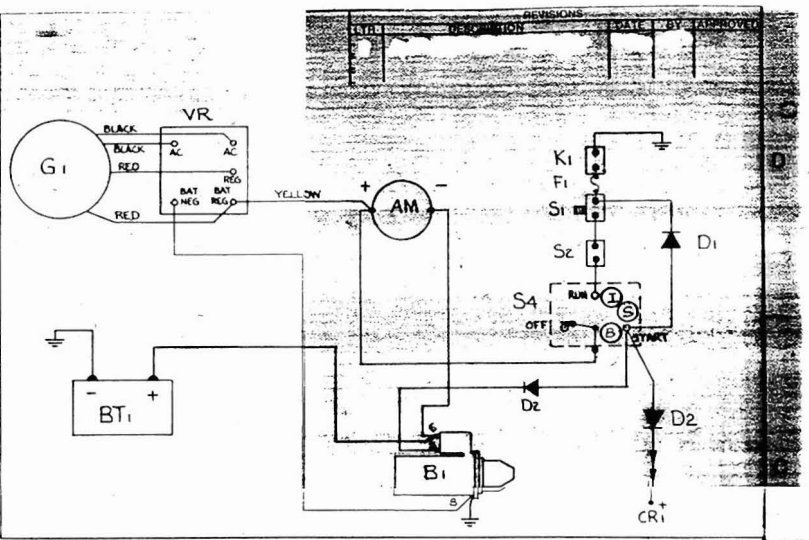 REVISIONS
LTR. DESCRIPTION DATE BY APPROVED
VR
BLACK
BLACK
AC AC
RED
REG
G1
BAT NEG
BAT REG
RED
YELLOW
+ AM −
K1
F1
S1
S2
D1
D
S4
RUN
I
S
OFF
B
START
− +
BT1
D2
D2
G
B1
8
CR1+
C